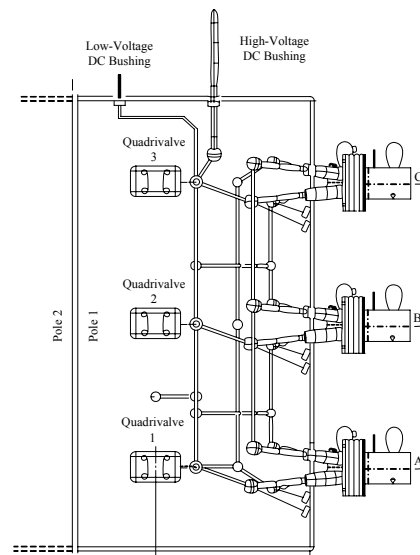 Low-Voltage
DC Bushing
High-Voltage
DC Bushing
Quadrivalve
3
C
Quadrivalve
2
B
Pole 2
Pole 1
Quadrivalve
1
A